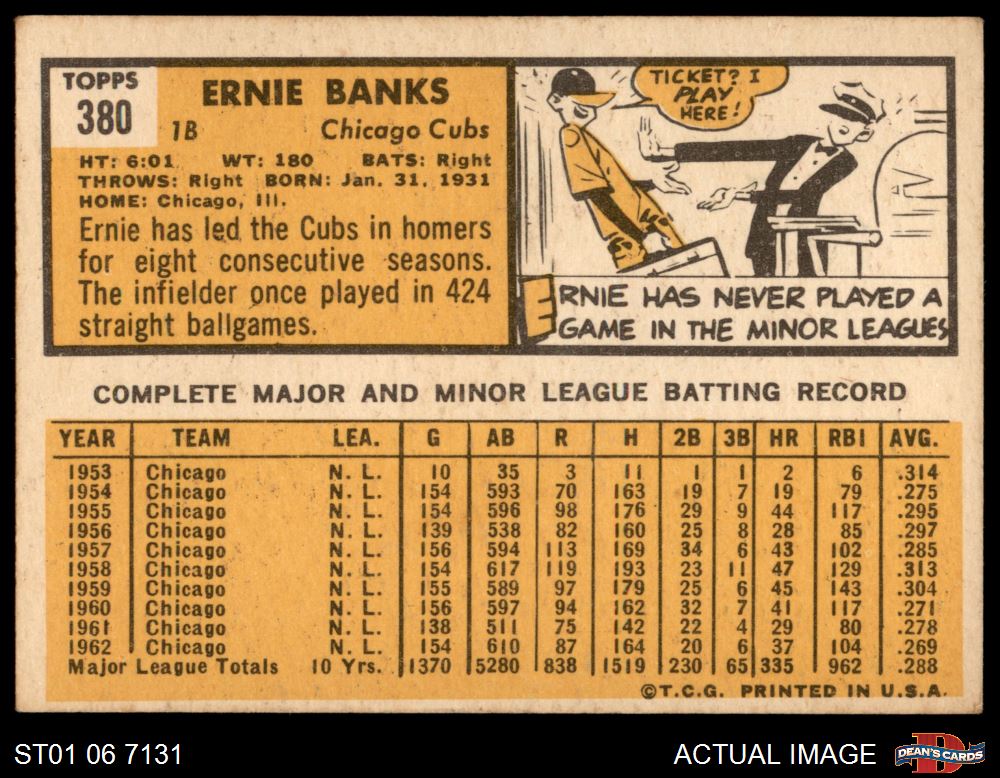 TOPPS
380
ERNIE BANKS
1B Chicago Cubs
HT: 6:01 WT: 180 BATS: Right
THROWS: Right BORN: Jan. 31, 1931
HOME: Chicago, Ill.
Ernie has led the Cubs in homers
for eight consecutive seasons.
The infielder once played in 424
straight ballgames.
TICKET? I
PLAY
HERE!
ERNIE HAS NEVER PLAYED A
GAME IN THE MINOR LEAGUES
COMPLETE MAJOR AND MINOR LEAGUE BATTING RECORD
YEAR TEAM LEA. G AB R H 2B 3B HR RBI AVG.
1953 Chicago N. L. 10 35 3 11 1 1 2 6 .314
1954 Chicago N. L. 154 593 70 163 19 7 19 79 .275
1955 Chicago N. L. 154 596 98 176 29 9 44 117 .295
1956 Chicago N. L. 139 538 82 160 25 8 28 85 .297
1957 Chicago N. L. 156 594 113 169 34 6 43 102 .285
1958 Chicago N. L. 154 617 119 193 23 11 47 129 .313
1959 Chicago N. L. 155 589 97 179 25 6 45 143 .304
1960 Chicago N. L. 156 597 94 162 32 7 41 117 .271
1961 Chicago N. L. 138 511 75 142 22 4 29 80 .278
1962 Chicago N. L. 154 610 87 164 20 6 37 104 .269
Major League Totals 10 Yrs. 1370 5280 838 1519 230 65 335 962 .288
©T.C.G. PRINTED IN U.S.A.
ST01 06 7131
ACTUAL IMAGE
DEAN'S CARDS